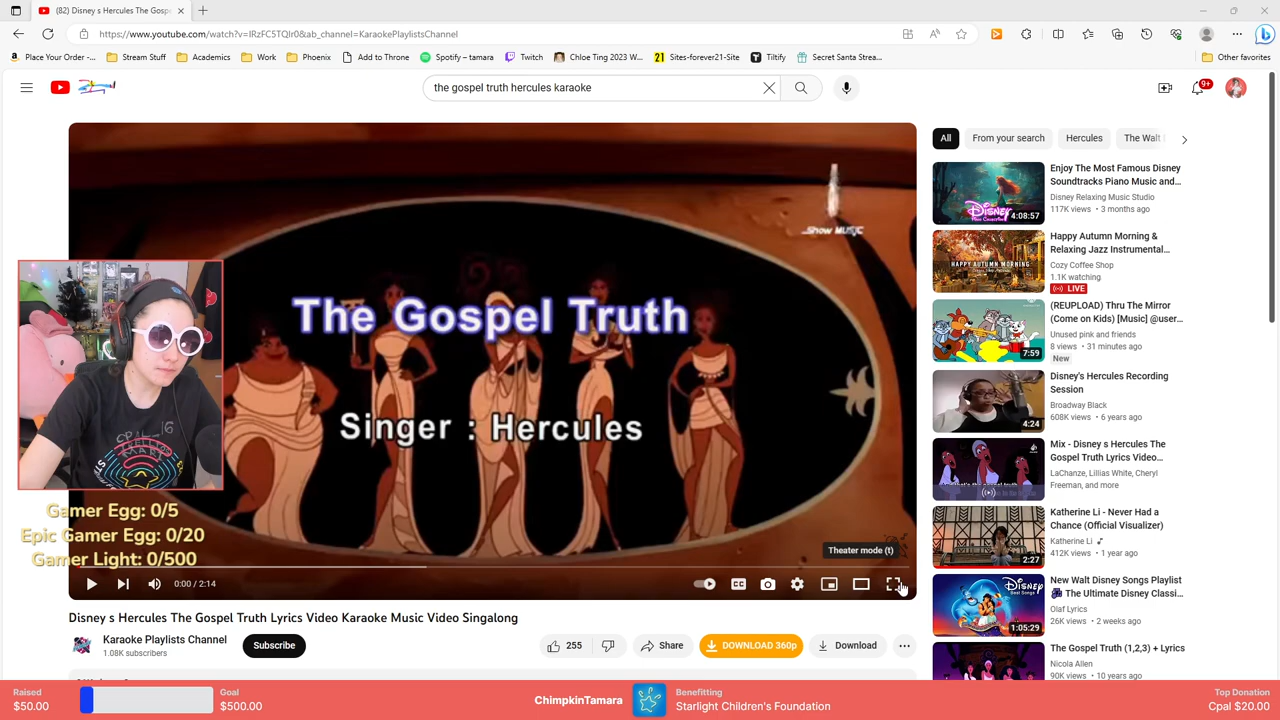 (82) Disney s Hercules The Gosp
https://www.youtube.com/watch?v=IRzFC5TQlr0&ab_channel=KaraokePlaylistsChannel
Place Your Order -...
Stream Stuff
Academics
Work
Phoenix
Add to Throne
Spotify – tamara
Twitch
Chloe Ting 2023 W...
21 Sites-forever21-Site
Tiltify
Secret Santa Strea...
Other favorites
the gospel truth hercules karaoke
9+
Show MUSIC
The Gospel Truth
Singer : Hercules
Gamer Egg: 0/5
Epic Gamer Egg: 0/20
Gamer Light: 0/500
Theater mode (t)
0:00 / 2:14
Disney s Hercules The Gospel Truth Lyrics Video Karaoke Music Video Singalong
Karaoke Playlists Channel
1.08K subscribers
Subscribe
255
Share
DOWNLOAD 360p
Download
All
From your search
Hercules
The Walt
Enjoy The Most Famous Disney
Soundtracks Piano Music and...
Disney Relaxing Music Studio
117K views • 3 months ago
4:08:57
Happy Autumn Morning &
Relaxing Jazz Instrumental...
Cozy Coffee Shop
1.1K watching
LIVE
HAPPY AUTUMN MORNING
(REUPLOAD) Thru The Mirror
(Come on Kids) [Music] @user...
Unused pink and friends
8 views • 31 minutes ago
New
7:59
Disney's Hercules Recording
Session
Broadway Black
608K views • 6 years ago
4:24
Mix - Disney s Hercules The
Gospel Truth Lyrics Video...
LaChanze, Lillias White, Cheryl
Freeman, and more
Katherine Li - Never Had a
Chance (Official Visualizer)
Katherine Li
412K views • 1 year ago
2:27
New Walt Disney Songs Playlist
The Ultimate Disney Classi...
Olaf Lyrics
26K views • 2 weeks ago
Disney
Best Songs
1:05:29
The Gospel Truth (1,2,3) + Lyrics
Nicola Allen
90K views • 10 years ago
Raised
$50.00
Goal
$500.00
ChimpkinTamara
Benefitting
Starlight Children's Foundation
Top Donation
Cpal $20.00